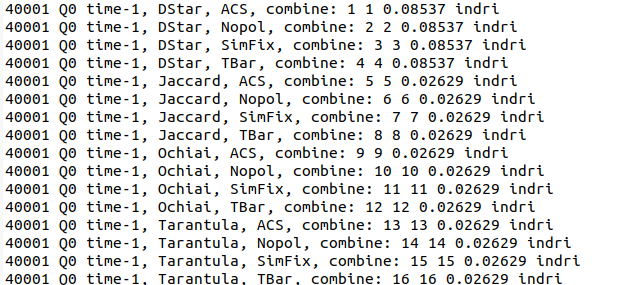 40001 Q0 time-1, DStar, ACS, combine: 1 1 0.08537 indri
40001 Q0 time-1, DStar, Nopol, combine: 2 2 0.08537 indri
40001 Q0 time-1, DStar, SimFix, combine: 3 3 0.08537 indri
40001 Q0 time-1, DStar, TBar, combine: 4 4 0.08537 indri
40001 Q0 time-1, Jaccard, ACS, combine: 5 5 0.02629 indri
40001 Q0 time-1, Jaccard, Nopol, combine: 6 6 0.02629 indri
40001 Q0 time-1, Jaccard, SimFix, combine: 7 7 0.02629 indri
40001 Q0 time-1, Jaccard, TBar, combine: 8 8 0.02629 indri
40001 Q0 time-1, Ochiai, ACS, combine: 9 9 0.02629 indri
40001 Q0 time-1, Ochiai, Nopol, combine: 10 10 0.02629 indri
40001 Q0 time-1, Ochiai, SimFix, combine: 11 11 0.02629 indri
40001 Q0 time-1, Ochiai, TBar, combine: 12 12 0.02629 indri
40001 Q0 time-1, Tarantula, ACS, combine: 13 13 0.02629 indri
40001 Q0 time-1, Tarantula, Nopol, combine: 14 14 0.02629 indri
40001 Q0 time-1, Tarantula, SimFix, combine: 15 15 0.02629 indri
40001 Q0 time-1, Tarantula, TBar, combine: 16 16 0.02629 indri